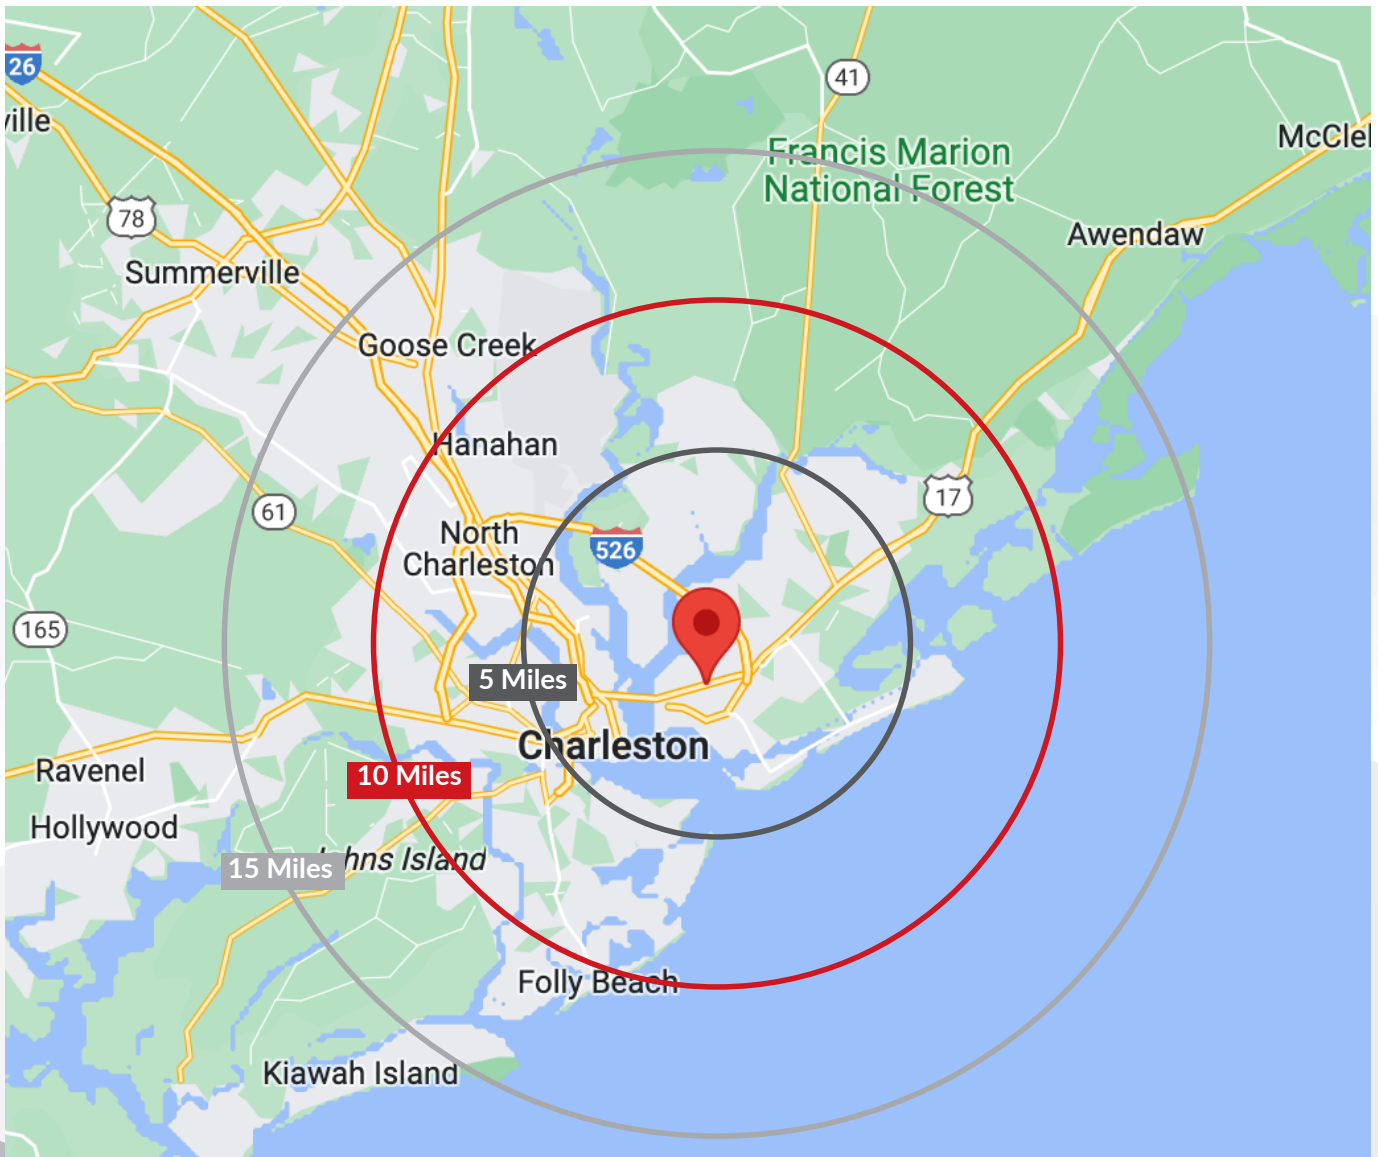 26
ville
41
Francis Marion
National Forest
McClel
78
Awendaw
Summerville
Goose Creek
Hanahan
17
61
North
Charleston
526
165
5 Miles
Charleston
Ravenel
10 Miles
Hollywood
15 Miles
hns Island
Folly Beach
Kiawah Island